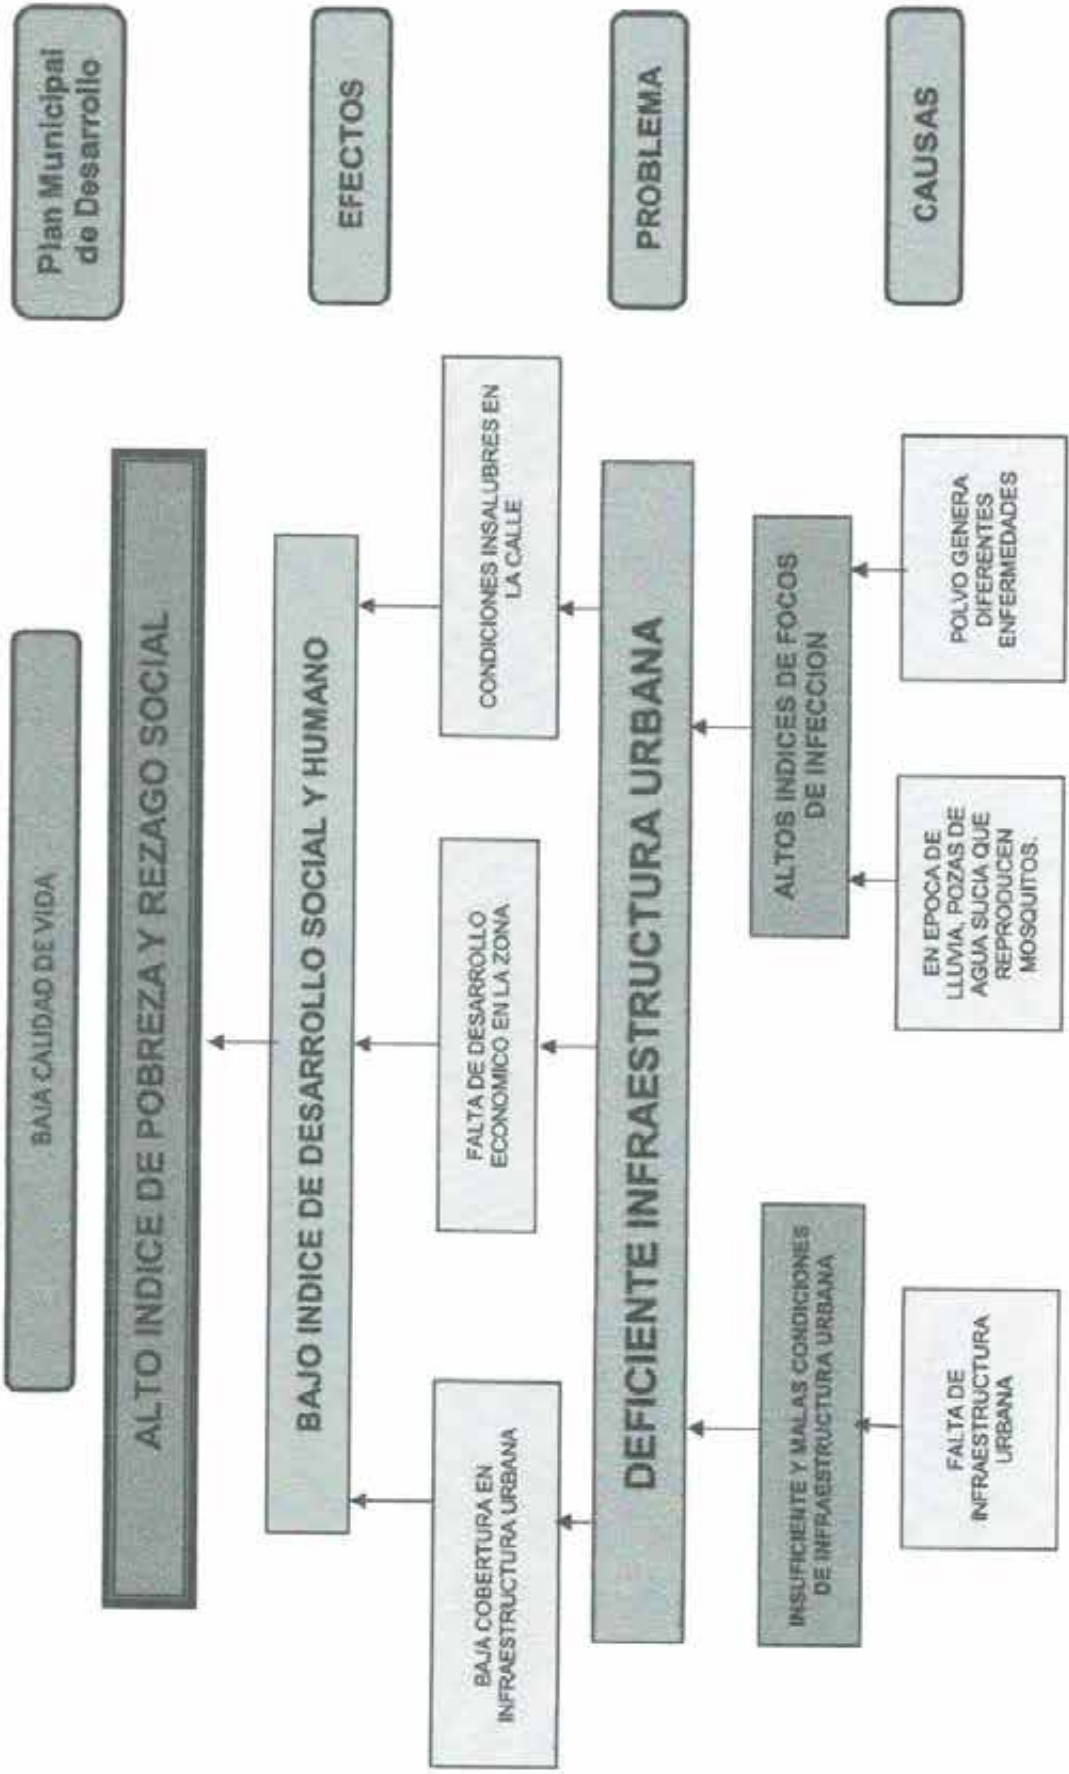 BAJA CALIDAD DE VIDA
Plan Municipal
de Desarrollo
ALTO INDICE DE POBREZA Y REZAGO SOCIAL
BAJO INDICE DE DESARROLLO SOCIAL Y HUMANO
EFECTOS
BAJA COBERTURA EN
INFRAESTRUCTURA URBANA
FALTA DE DESARROLLO
ECONOMICO EN LA ZONA
CONDICIONES INSALUBRES EN
LA CALLE
DEFICIENTE INFRAESTRUCTURA URBANA
PROBLEMA
INSUFICIENTE Y MALAS CONDICIONES
DE INFRAESTRUCTURA URBANA
ALTOS INDICES DE FOCOS
DE INFECCION
CAUSAS
FALTA DE
INFRAESTRUCTURA
URBANA
EN EPOCA DE
LLUVIA, POZAS DE
AGUA SUCIA QUE
REPRODUCEN
MOSQUITOS.
POLVO GENERA
DIFERENTES
ENFERMEDADES